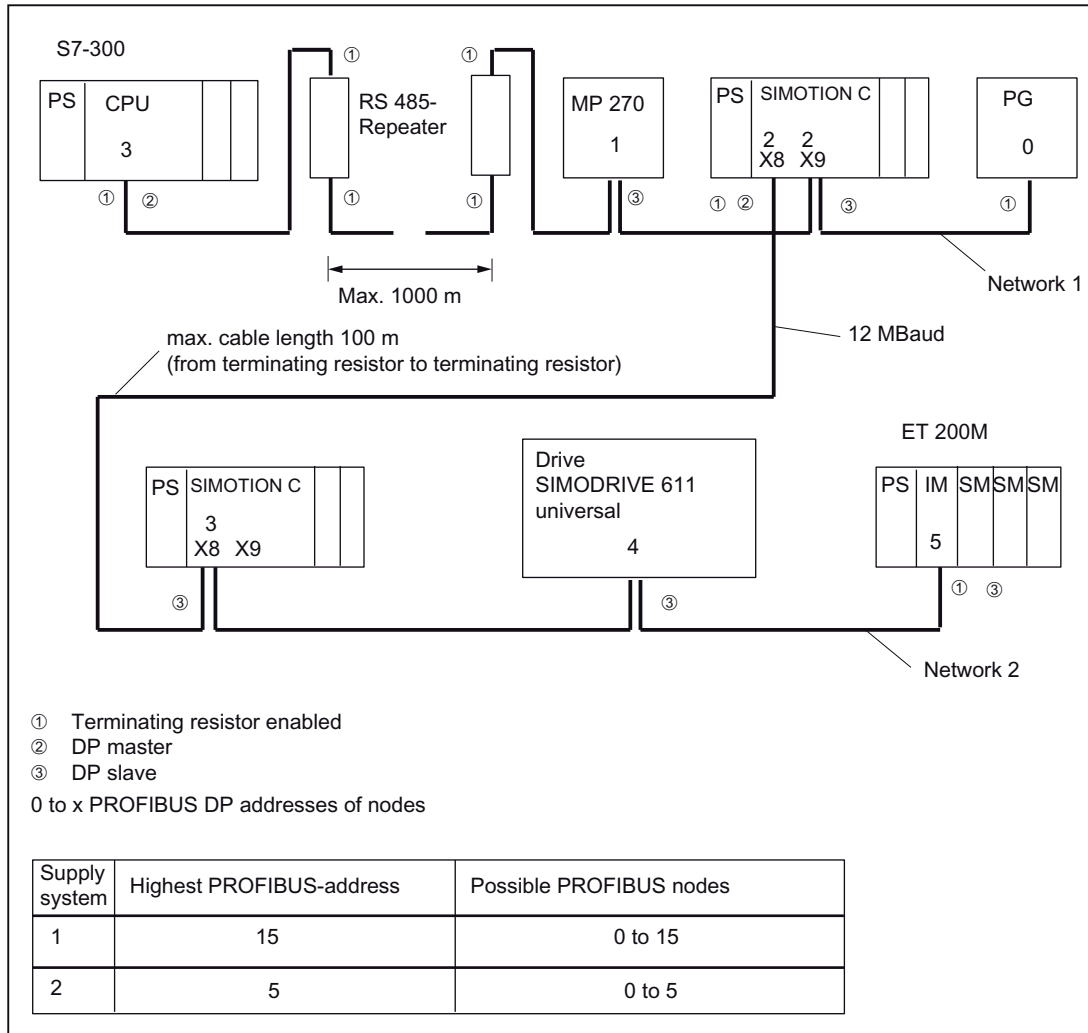 S7-300
PS CPU
3
① ②
①
①
RS 485-
Repeater
①
①
Max. 1000 m
MP 270
1
③
PS SIMOTION C
2 2
X8 X9
① ②
③
PG
0
①
Network 1
12 MBaud
max. cable length 100 m
(from terminating resistor to terminating resistor)
PS SIMOTION C
3
X8 X9
③
Drive
SIMODRIVE 611
universal
4
③
ET 200M
PS IM SM SM SM
5
① ③
Network 2
① Terminating resistor enabled
② DP master
③ DP slave
0 to x PROFIBUS DP addresses of nodes
Supply
system
Highest PROFIBUS-address
Possible PROFIBUS nodes
1 15 0 to 15
2 5 0 to 5